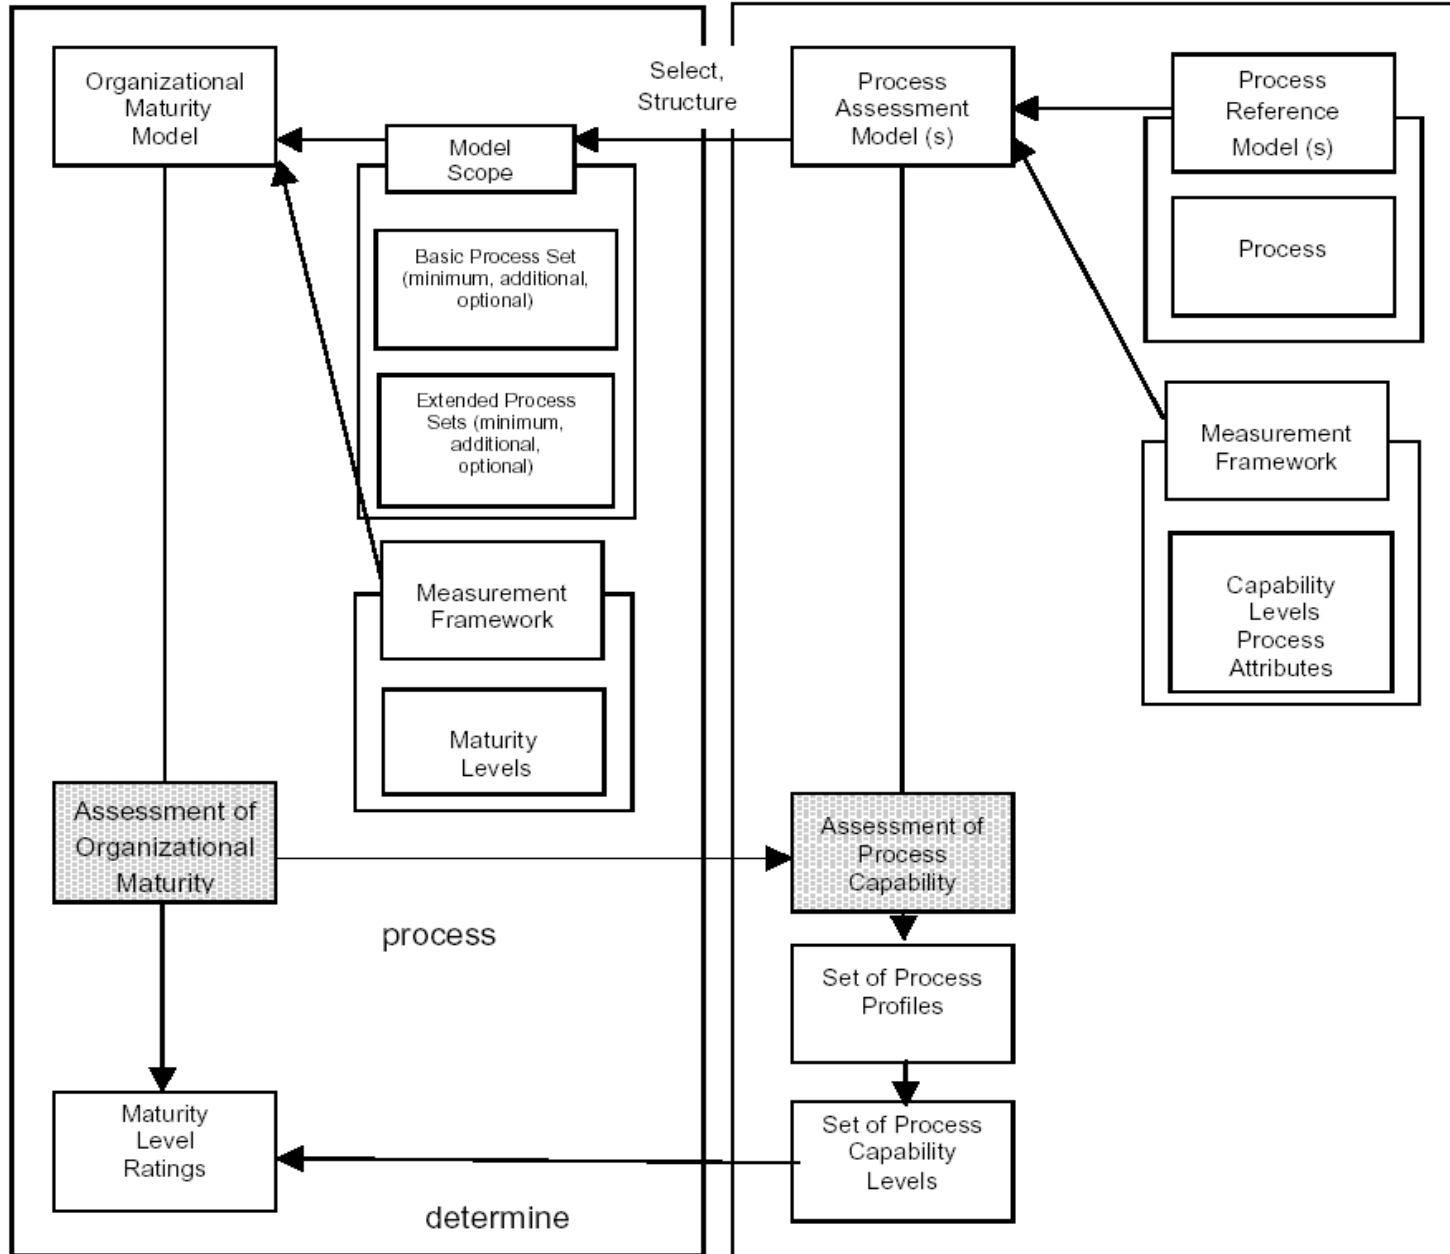 Organizational
Maturity
Model
Model
Scope
Basic Process Set
(minimum, additional,
optional)
Extended Process
Sets (minimum,
additional,
optional)
Measurement
Framework
Maturity
Levels
Assessment of
Organizational
Maturity
process
Maturity
Level
Ratings
determine
Select,
Structure
Process
Assessment
Model (s)
Process
Reference
Model (s)
Process
Measurement
Framework
Capability
Levels
Process
Attributes
Assessment of
Process
Capability
Set of Process
Profiles
Set of Process
Capability
Levels